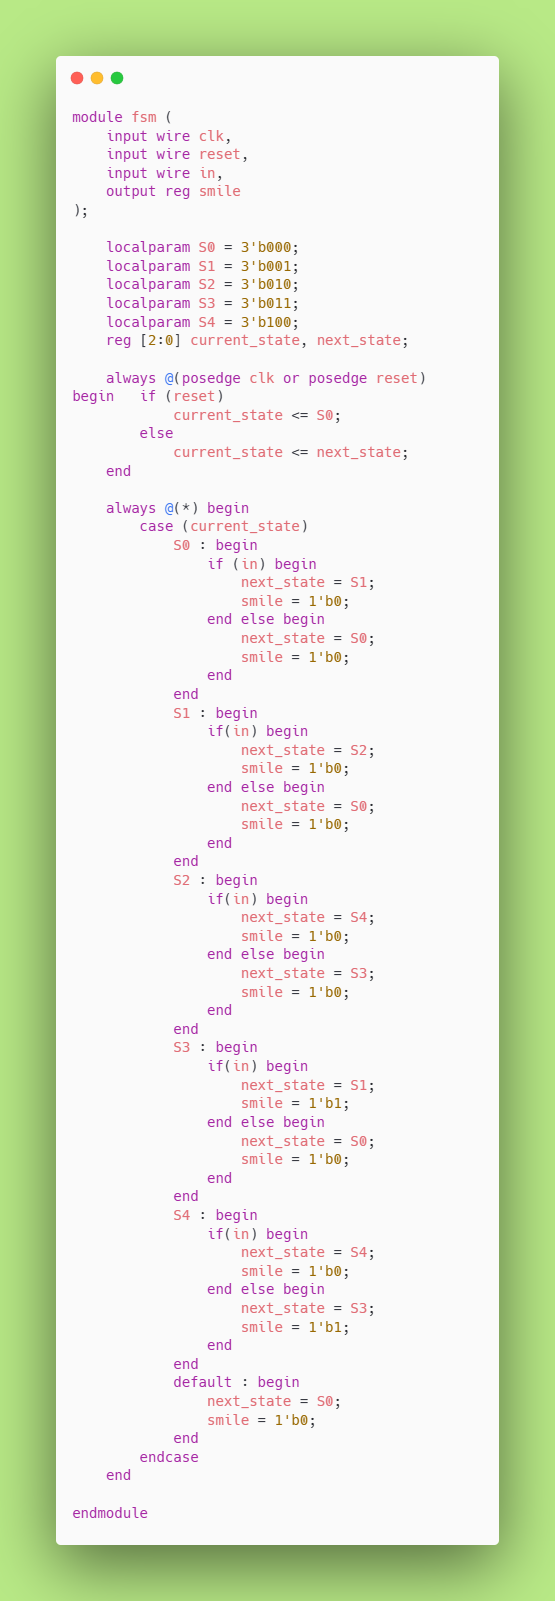 module fsm (
    input wire clk,
    input wire reset,
    input wire in,
    output reg smile
);

    localparam S0 = 3'b000;
    localparam S1 = 3'b001;
    localparam S2 = 3'b010;
    localparam S3 = 3'b011;
    localparam S4 = 3'b100;
    reg [2:0] current_state, next_state;

    always @(posedge clk or posedge reset)
begin   if (reset)
            current_state <= S0;
        else
            current_state <= next_state;
    end

    always @(*) begin
        case (current_state)
            S0 : begin
                if (in) begin
                    next_state = S1;
                    smile = 1'b0;
                end else begin
                    next_state = S0;
                    smile = 1'b0;
                end
            end
            S1 : begin
                if(in) begin
                    next_state = S2;
                    smile = 1'b0;
                end else begin
                    next_state = S0;
                    smile = 1'b0;
                end
            end
            S2 : begin
                if(in) begin
                    next_state = S4;
                    smile = 1'b0;
                end else begin
                    next_state = S3;
                    smile = 1'b0;
                end
            end
            S3 : begin
                if(in) begin
                    next_state = S1;
                    smile = 1'b1;
                end else begin
                    next_state = S0;
                    smile = 1'b0;
                end
            end
            S4 : begin
                if(in) begin
                    next_state = S4;
                    smile = 1'b0;
                end else begin
                    next_state = S3;
                    smile = 1'b1;
                end
            end
            default : begin
                next_state = S0;
                smile = 1'b0;
            end
        endcase
    end

endmodule